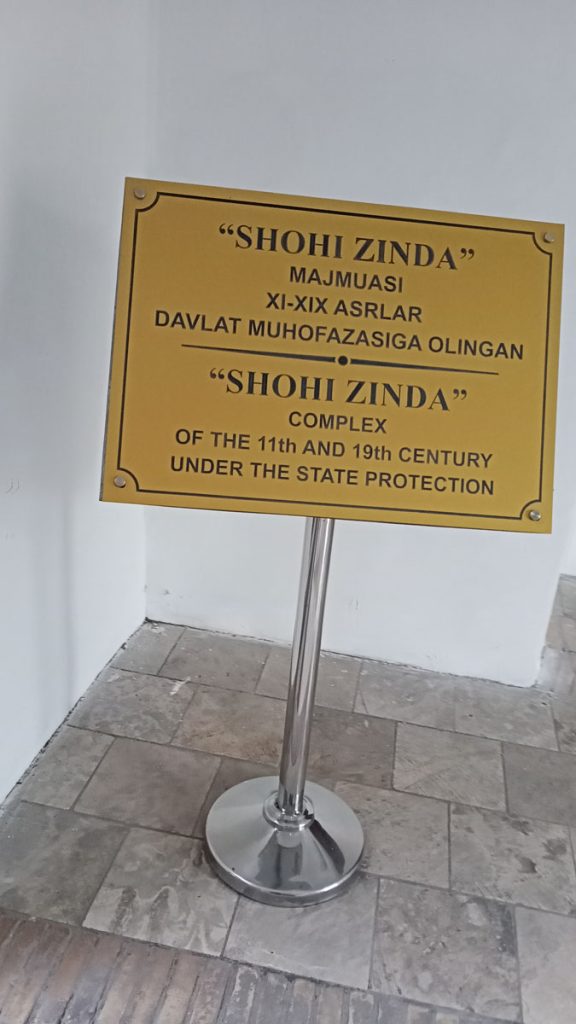 “SHOHI ZINDA”
MAJMUASI
XI-XIX ASRLAR
DAVLAT MUHOFAZASIGA OLINGAN
“SHOHI ZINDA”
COMPLEX
OF THE 11th AND 19th CENTURY
UNDER THE STATE PROTECTION